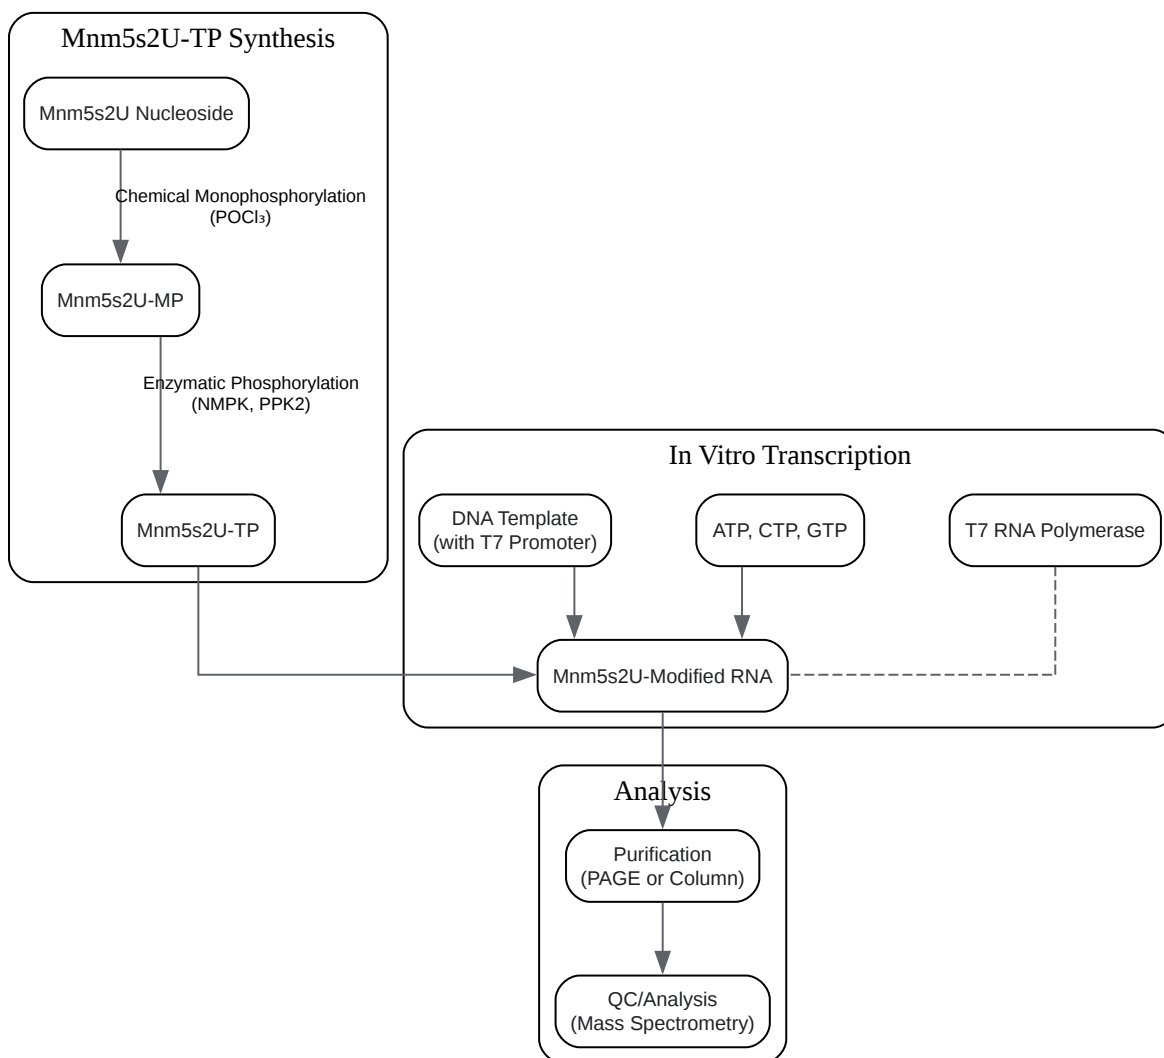 Mnm5s2U-TP Synthesis
Mnm5s2U Nucleoside
Chemical Monophosphorylation
(POCl₃)
Mnm5s2U-MP
Enzymatic Phosphorylation
(NMPK, PPK2)
Mnm5s2U-TP
In Vitro Transcription
DNA Template
(with T7 Promoter)
ATP, CTP, GTP
T7 RNA Polymerase
Mnm5s2U-Modified RNA
Analysis
Purification
(PAGE or Column)
QC/Analysis
(Mass Spectrometry)